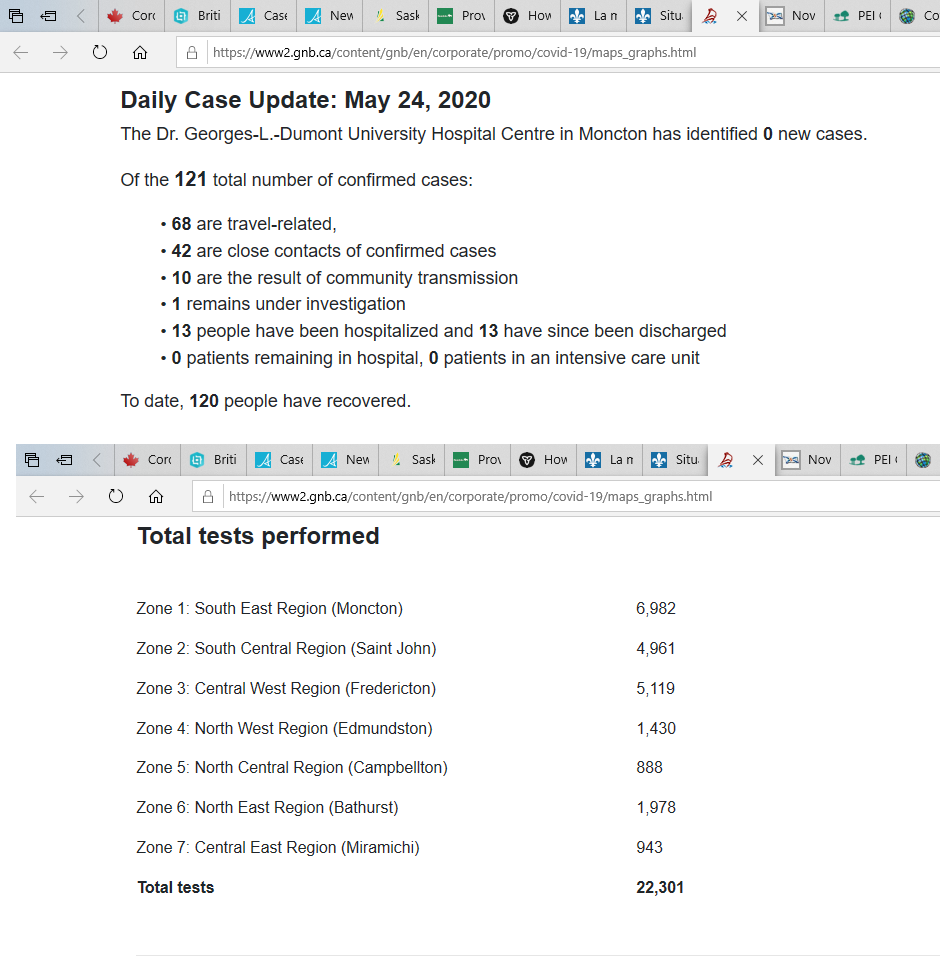 Corc
Briti
Case
New
Sask
Prov
How
La n
Situ
Nov
PEI
Co
https://www2.gnb.ca/content/gnb/en/corporate/promo/covid-19/maps_graphs.html
Daily Case Update: May 24, 2020
The Dr. Georges-L.-Dumont University Hospital Centre in Moncton has identified 0 new cases.
Of the 121 total number of confirmed cases:
• 68 are travel-related,
• 42 are close contacts of confirmed cases
• 10 are the result of community transmission
• 1 remains under investigation
• 13 people have been hospitalized and 13 have since been discharged
• 0 patients remaining in hospital, 0 patients in an intensive care unit
To date, 120 people have recovered.
Corc
Briti
Case
New
Sask
Prov
How
La n
Situ
Nov
PEI
https://www2.gnb.ca/content/gnb/en/corporate/promo/covid-19/maps_graphs.html
Total tests performed
Zone 1: South East Region (Moncton) 6,982
Zone 2: South Central Region (Saint John) 4,961
Zone 3: Central West Region (Fredericton) 5,119
Zone 4: North West Region (Edmundston) 1,430
Zone 5: North Central Region (Campbellton) 888
Zone 6: North East Region (Bathurst) 1,978
Zone 7: Central East Region (Miramichi) 943
Total tests 22,301